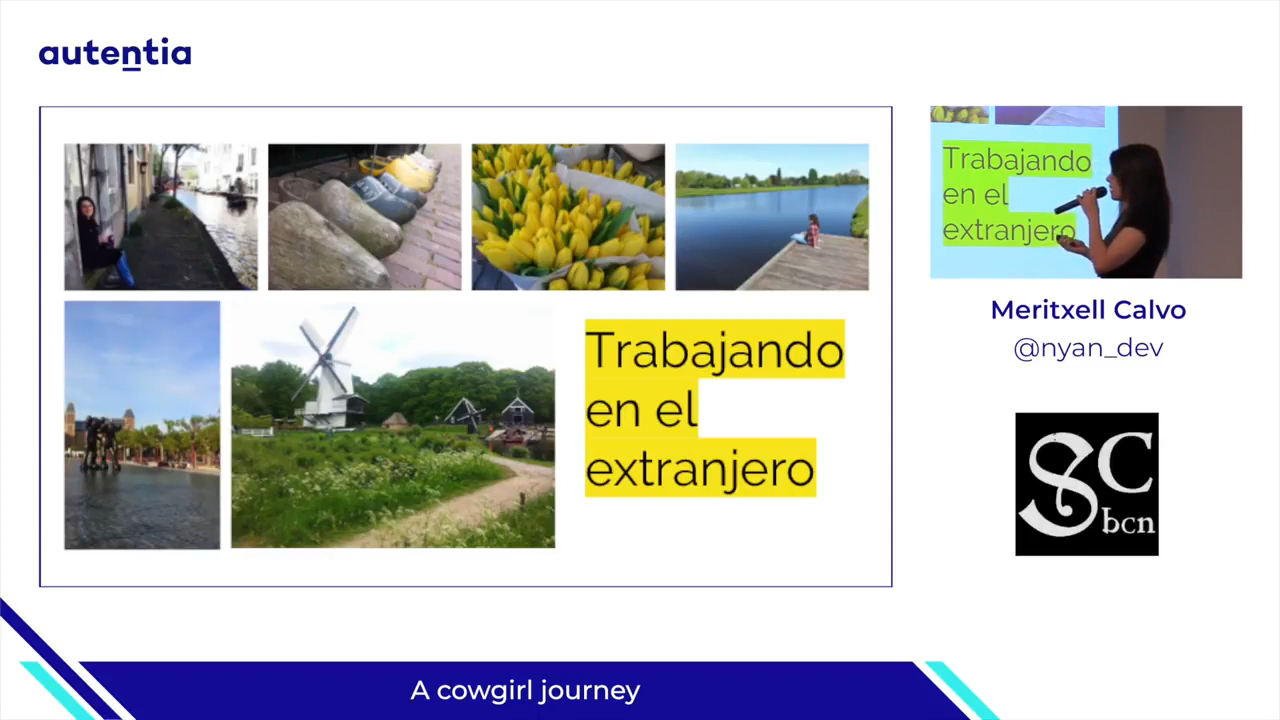 autentia
Trabajando
en el
extranjero
Trabajando
en el
extranjero
Meritxell Calvo
@nyan_dev
SC
bcn
A cowgirl journey